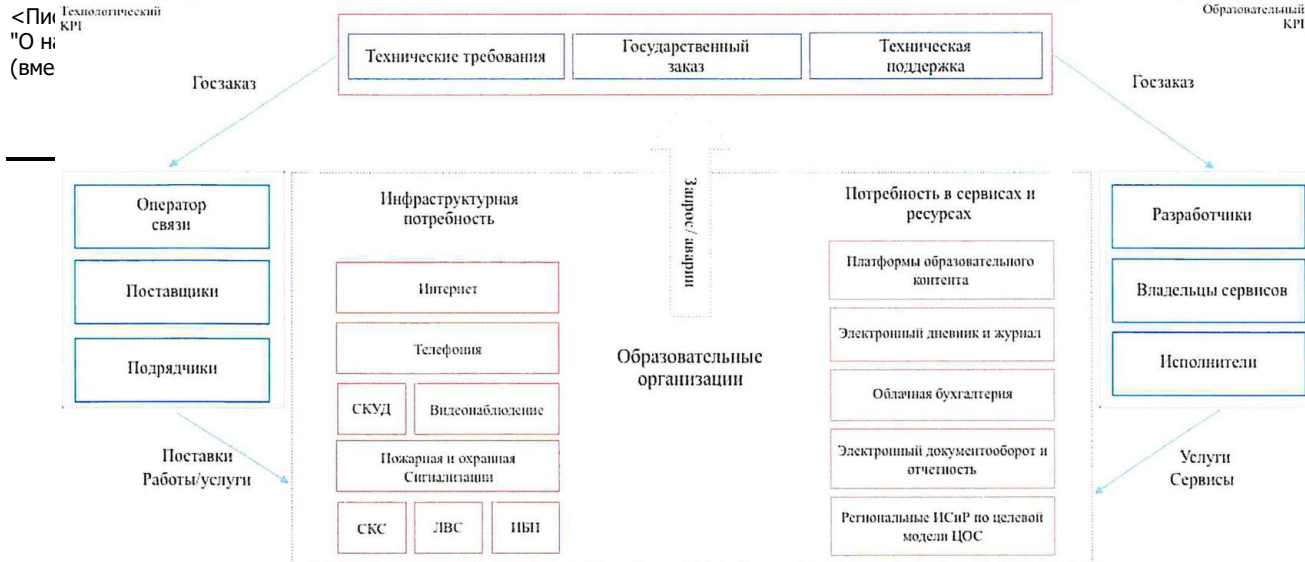 Технологический
KPI
Образовательный
KPI
"О
(вме
Технические требования
Государственный
заказ
Техническая
поддержка
Госзаказ
Госзаказ
Оператор
связи
Поставщики
Подрядчики
Инфраструктурная
потребность
Интернет
Телефония
СКУД
Видеонаблюдение
Пожарная и охранная
Сигнализации
СКС
ЛВС
ИБП
Запрос/ аварии
Образовательные
организации
Потребность в сервисах и
ресурсах
Платформы образовательного
контента
Электронный дневник и журнал
Облачная бухгалтерия
Электронный документооборот и
отчетность
Региональные ИСиР по целевой
модели ЦОС
Разработчики
Владельцы сервисов
Исполнители
Поставки
Работы/услуги
Услуги
Сервисы